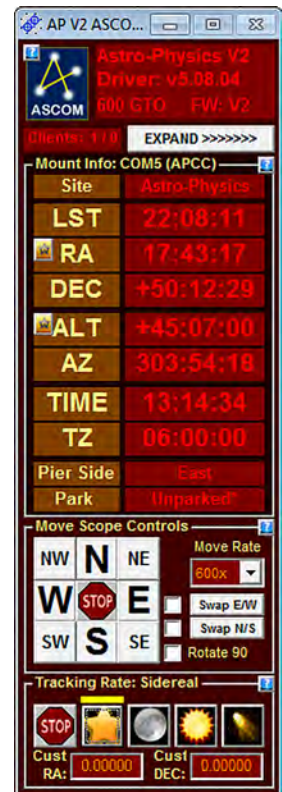 AP V2 ASCO...
Astro-Physics V2
Driver: v5.08.04
ASCOM
600 GTO FW: V2
Clients: 1 / 0
EXPAND >>>>>>>
Mount Info: COM5 (APCC)
Site Astro-Physics
LST 22:08:11
RA 17:43:17
DEC +50:12:29
ALT +45:07:00
AZ 303:54:18
TIME 13:14:34
TZ 06:00:00
Pier Side East
Park Unparked*
Move Scope Controls
NW N NE
Move Rate
600x
W STOP E
Swap E/W
Swap N/S
SW S SE
Rotate 90
Tracking Rate: Sidereal
STOP
Cust RA: 0.00000 Cust DEC: 0.00000